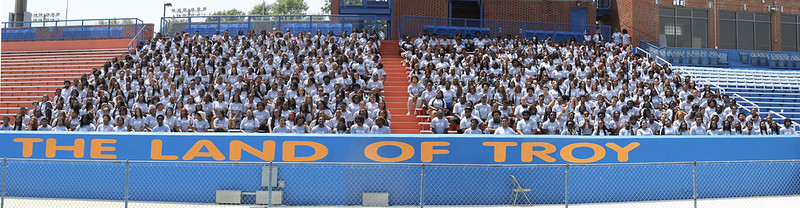 THE LAND OF TROY